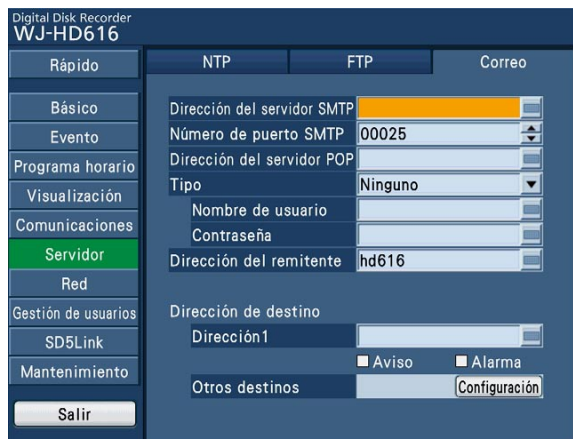 Digital Disk Recorder
WJ-HD616
Rápido
Básico
Evento
Programa horario
Visualización
Comunicaciones
Servidor
Red
Gestión de usuarios
SD5Link
Mantenimiento
Salir
NTP FTP Correo
Dirección del servidor SMTP
Número de puerto SMTP 00025
Dirección del servidor POP
Tipo Ninguno
Nombre de usuario
Contraseña
Dirección del remitente hd616
Dirección de destino
Dirección1
Aviso Alarma
Otros destinos Configuración